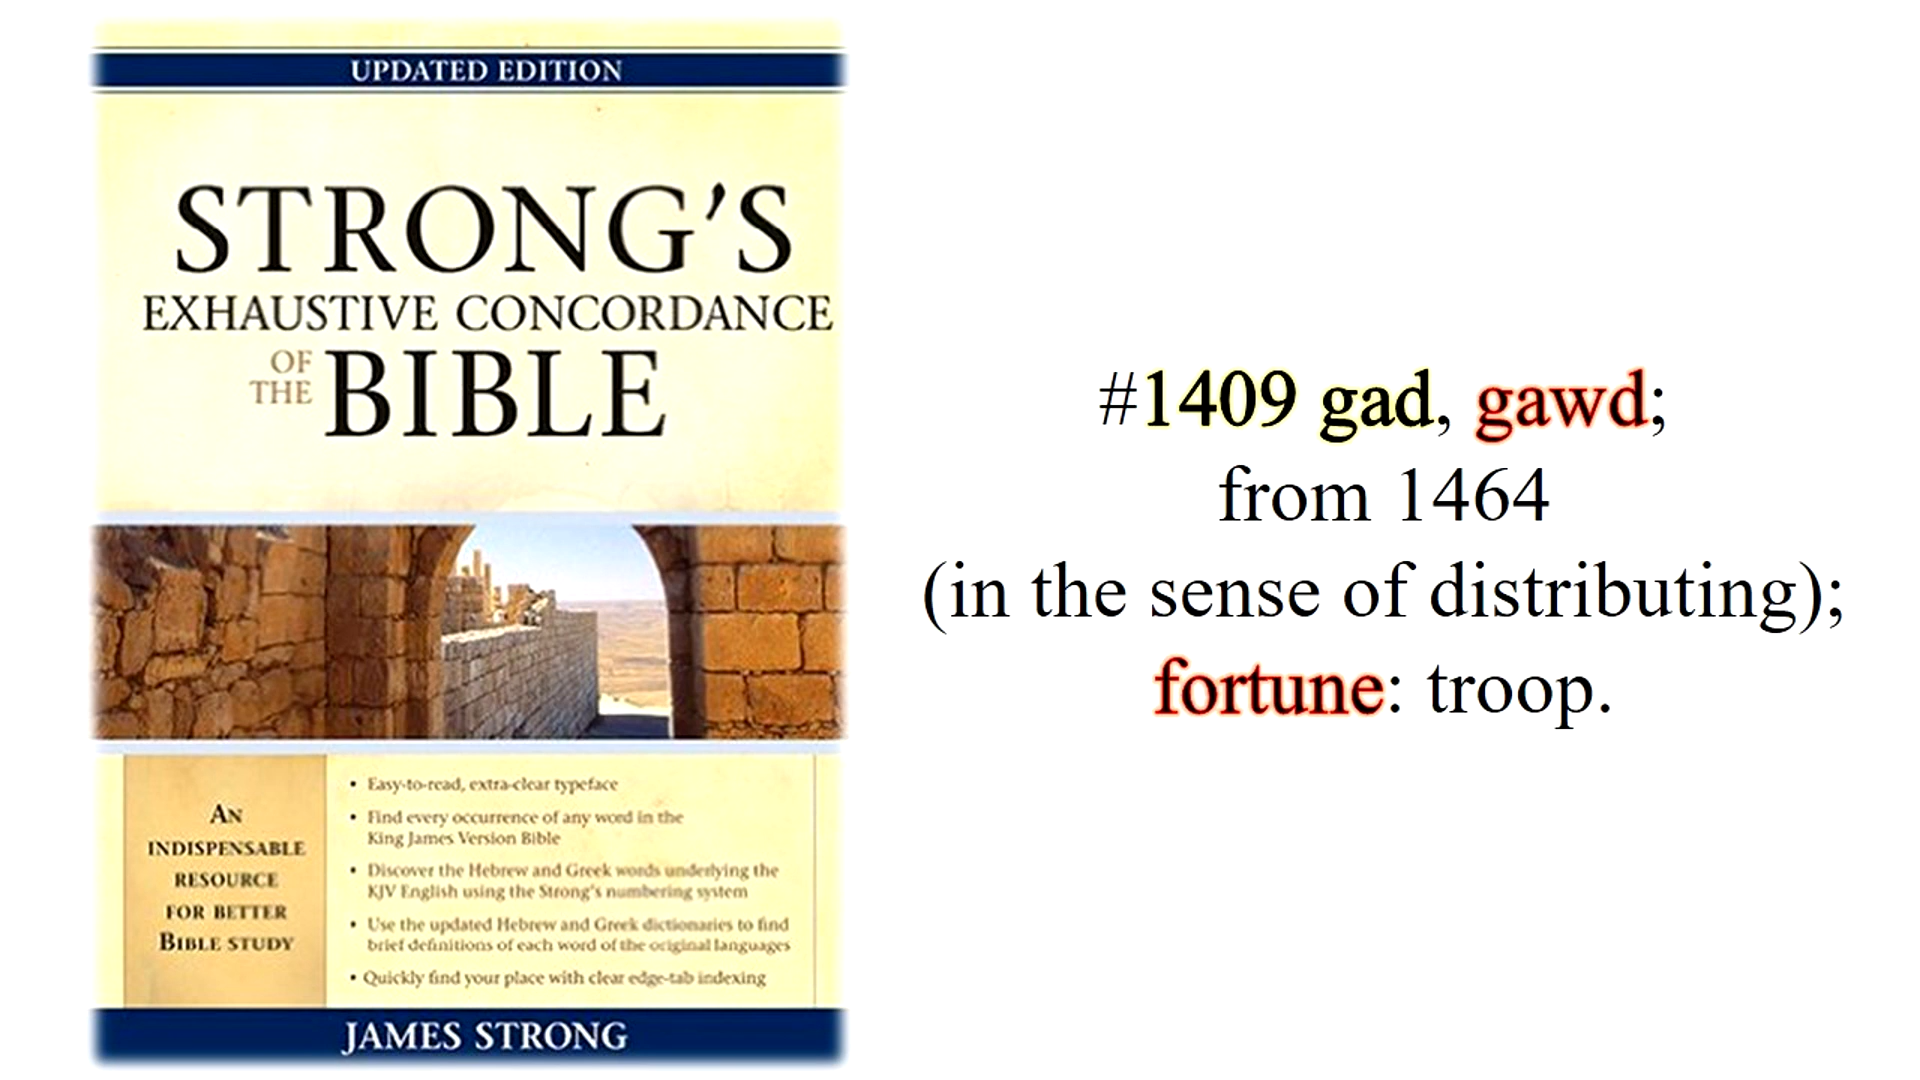 UPDATED EDITION
STRONG'S
EXHAUSTIVE CONCORDANCE
OF
THE BIBLE
AN
INDISPENSABLE
RESOURCE
FOR BETTER
BIBLE STUDY
• Easy-to-read, extra-clear typeface
• Find every occurrence of any word in the
King James Version Bible
• Discover the Hebrew and Greek words underlying the
KJV English using the Strong's numbering system
• Use the updated Hebrew and Greek dictionaries to find
brief definitions of each word of the original languages
• Quickly find your place with clear edge-tab indexing
JAMES STRONG
#1409 gad, gawd;
from 1464
(in the sense of distributing);
fortune: troop.